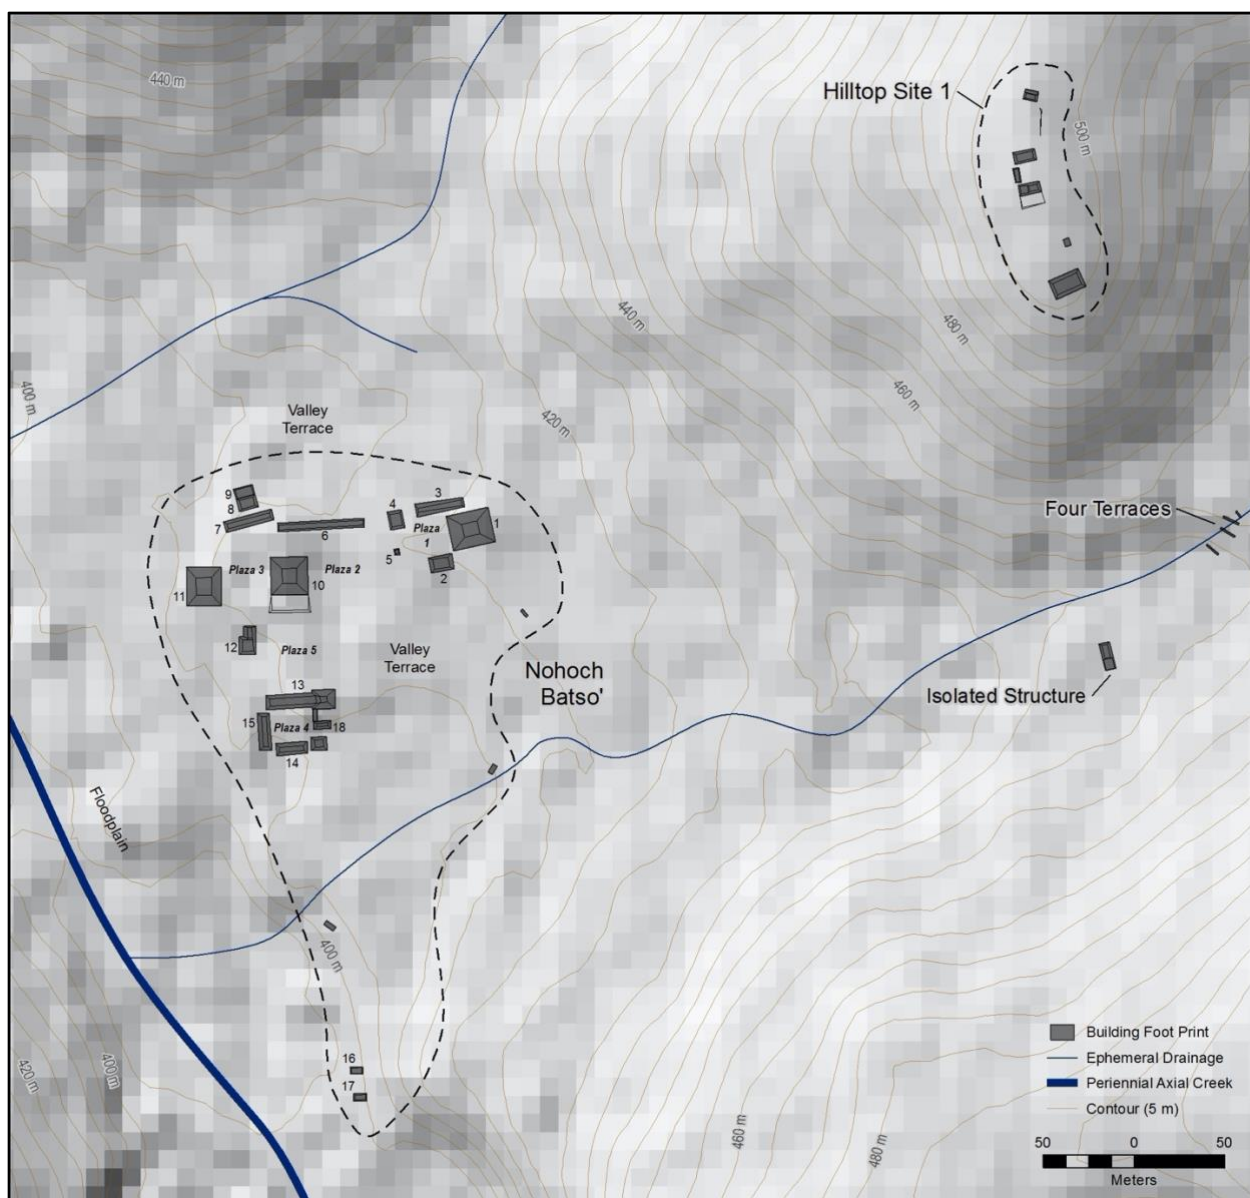 440 m
Hilltop Site 1
500 m
440 m
480 m
400 m
460 m
420 m
Valley
Terrace
Four Terraces
9
8
7
6
4
3
Plaza
1
1
5
2
Plaza 3
Plaza 2
10
11
12
Plaza 5
Valley
Terrace
Nohoch
Batso'
Isolated Structure
13
15
Plaza 4
18
14
Floodplain
400 m
16
17
420 m
400 m
460 m
480 m
Building Foot Print
Ephemeral Drainage
Periennial Axial Creek
Contour (5 m)
50 0 50
Meters